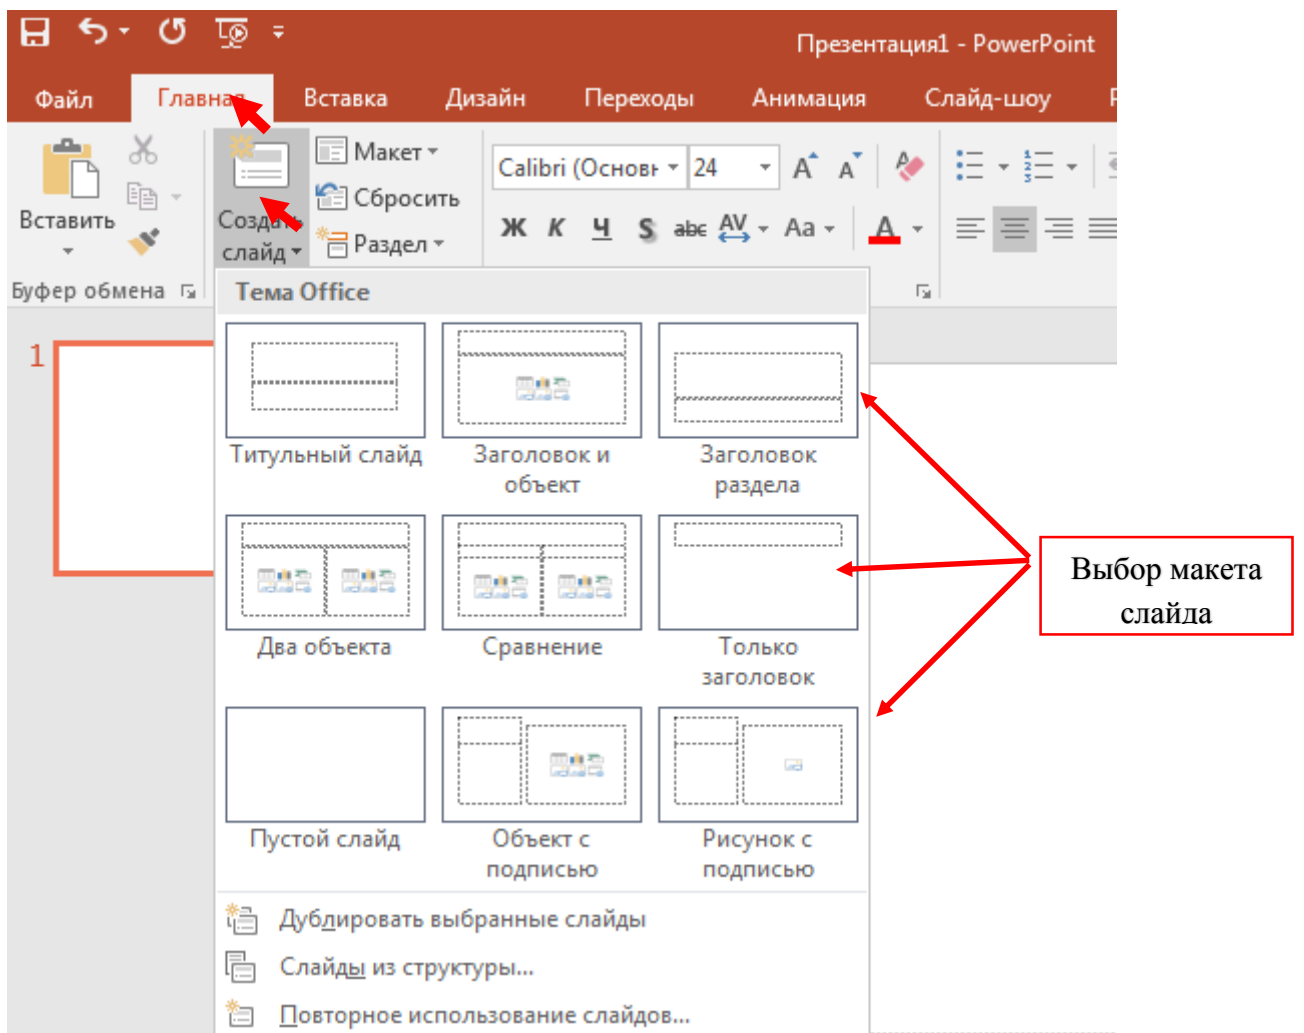 Презентация1 - PowerPoint
Файл Главная Вставка Дизайн Переходы Анимация Слайд-шоу
Вставить
Создать
слайд
Макет
Сбросить
Раздел
Calibri (Основн 24 A A
Ж К Ч S abc AV Aa A
Буфер обмена
Тема Office
1
Титульный слайд
Заголовок и
объект
Заголовок
раздела
Два объекта
Сравнение
Только
заголовок
Пустой слайд
Объект с
подписью
Рисунок с
подписью
Дублировать выбранные слайды
Слайды из структуры...
Повторное использование слайдов...
Выбор макета
слайда